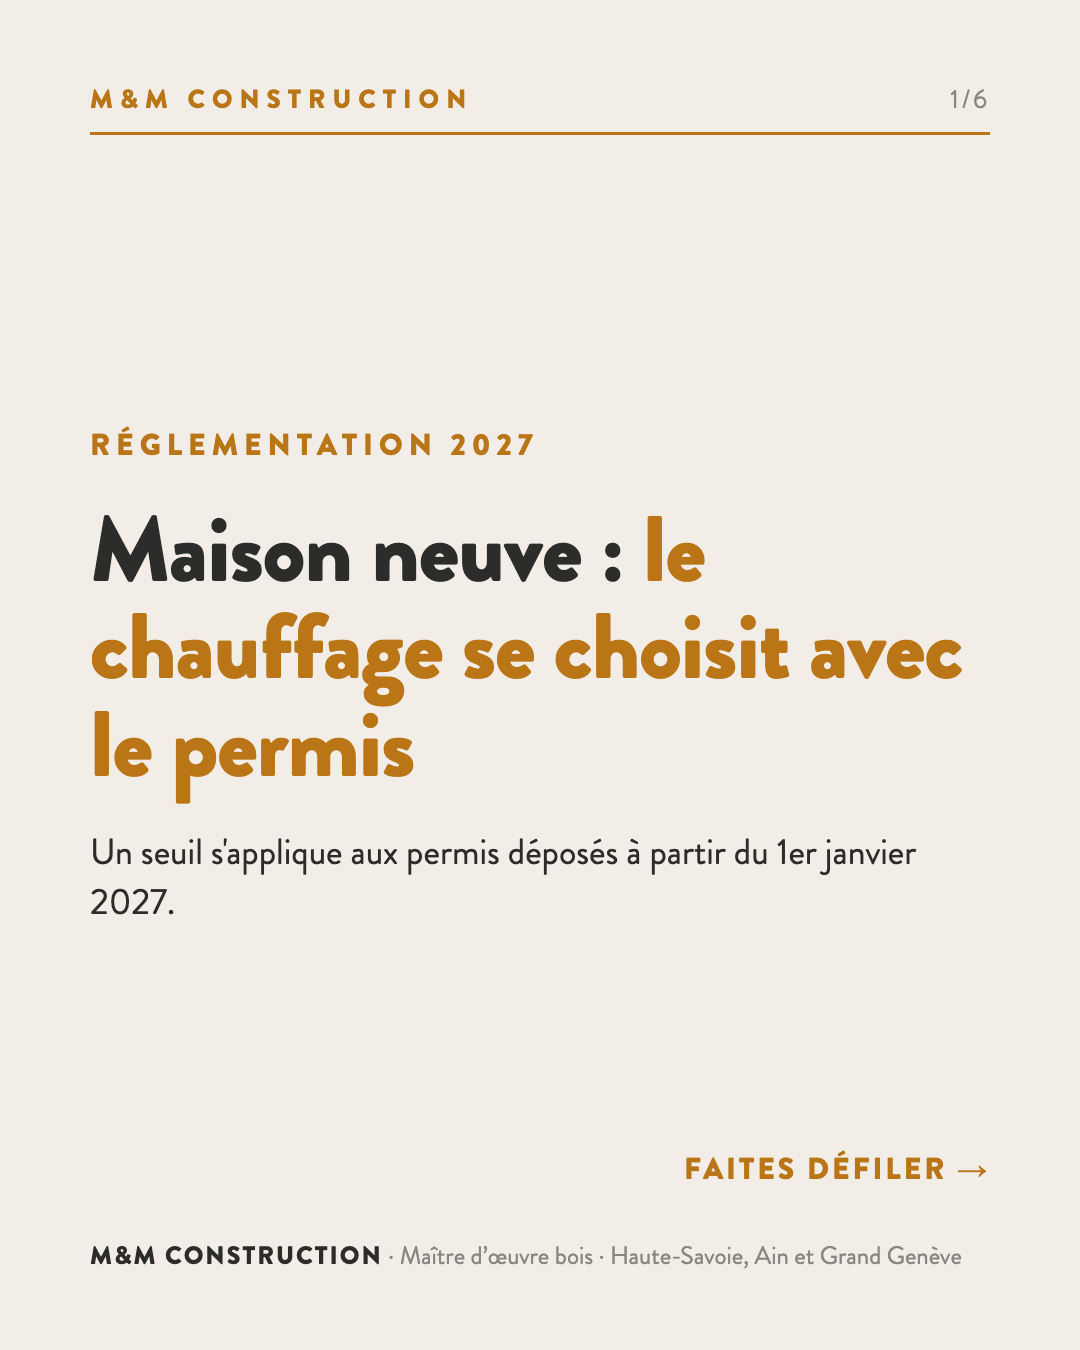 M&M CONSTRUCTION 1/6
RÉGLEMENTATION 2027
Maison neuve : le
chauffage se choisit avec
le permis
Un seuil s'applique aux permis déposés à partir du 1er janvier
2027.
FAITES DÉFILER →
M&M CONSTRUCTION · Maître d’œuvre bois · Haute-Savoie, Ain et Grand Genève